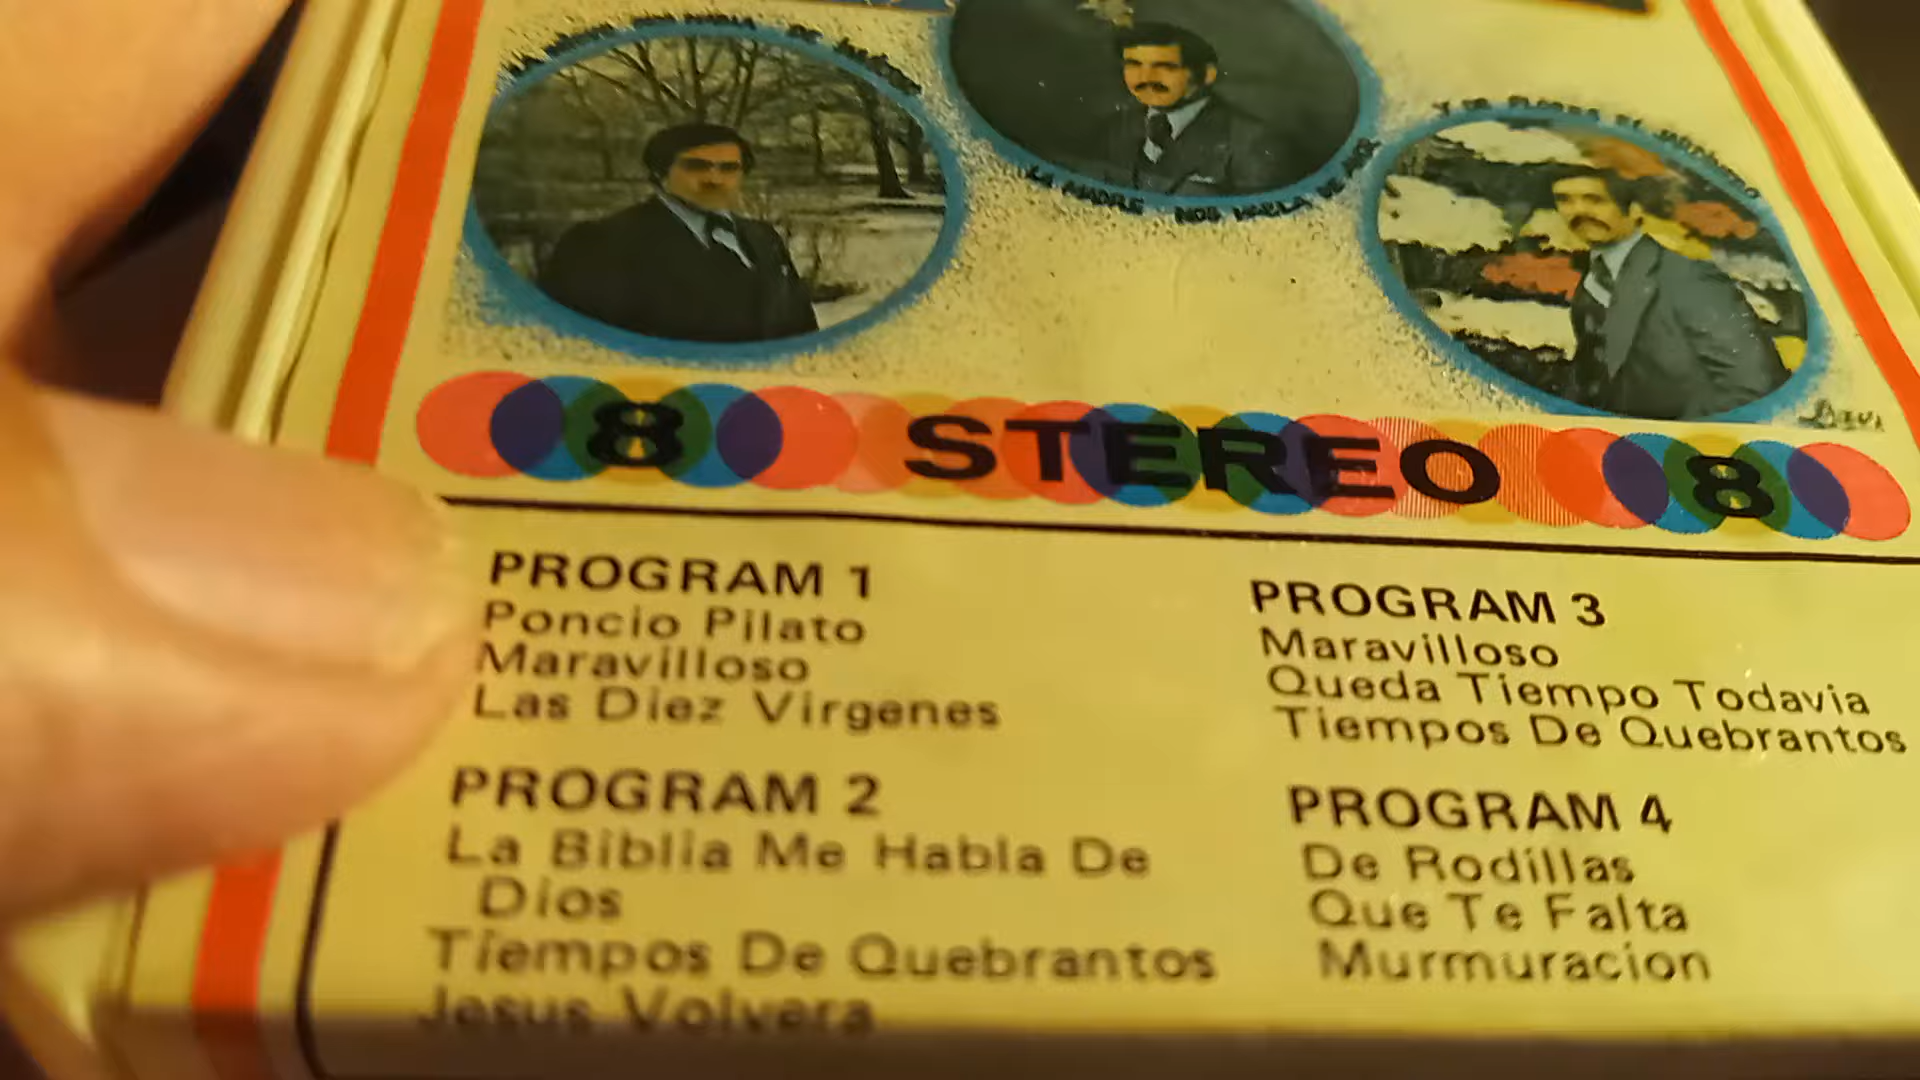 LA MADRE NOS HABLA DE
8 STEREO 8
PROGRAM 1
Poncio Pilato
Maravilloso
Las Diez Virgenes
PROGRAM 2
La Biblia Me Habla De
Dios
Tiempos De Quebrantos
Jesus Volvera
PROGRAM 3
Maravilloso
Queda Tiempo Todavia
Tiempos De Quebrantos
PROGRAM 4
De Rodillas
Que Te Falta
Murmuracion